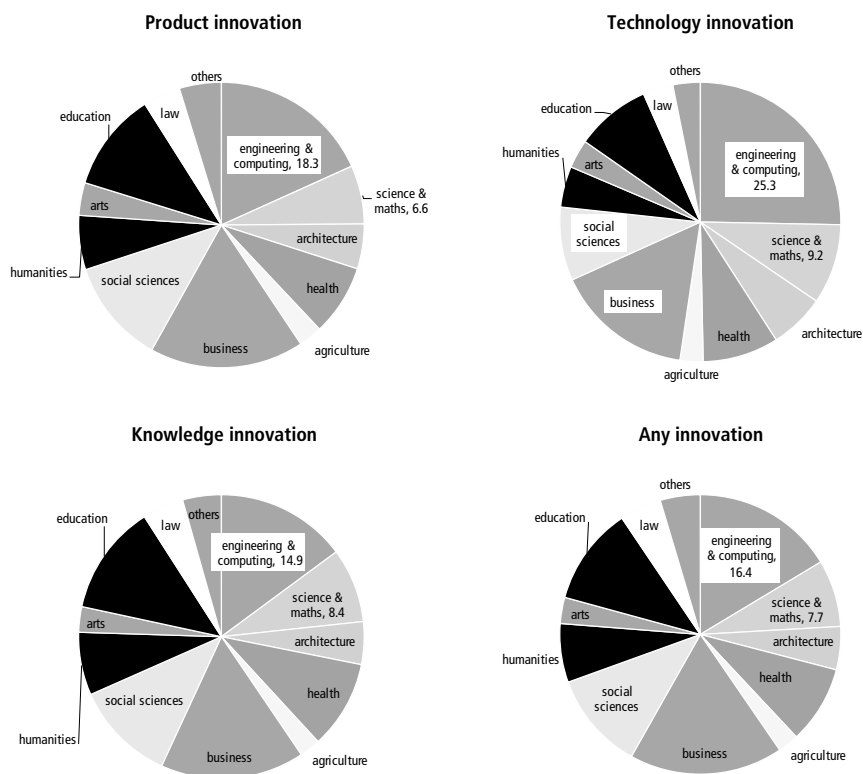 Product innovation
others
law
education
engineering &
computing, 18.3
science &
maths, 6.6
arts
architecture
humanities
social sciences
health
business
agriculture
Technology innovation
others
law
education
engineering
& computing,
25.3
humanities
arts
social
sciences
science &
maths, 9.2
business
architecture
health
agriculture
Knowledge innovation
others
law
education
engineering &
computing, 14.9
science &
maths, 8.4
arts
architecture
social sciences
health
humanities
business
agriculture
Any innovation
others
law
education
engineering
& computing,
16.4
science &
maths, 7.7
arts
architecture
humanities
health
social
sciences
business
agriculture